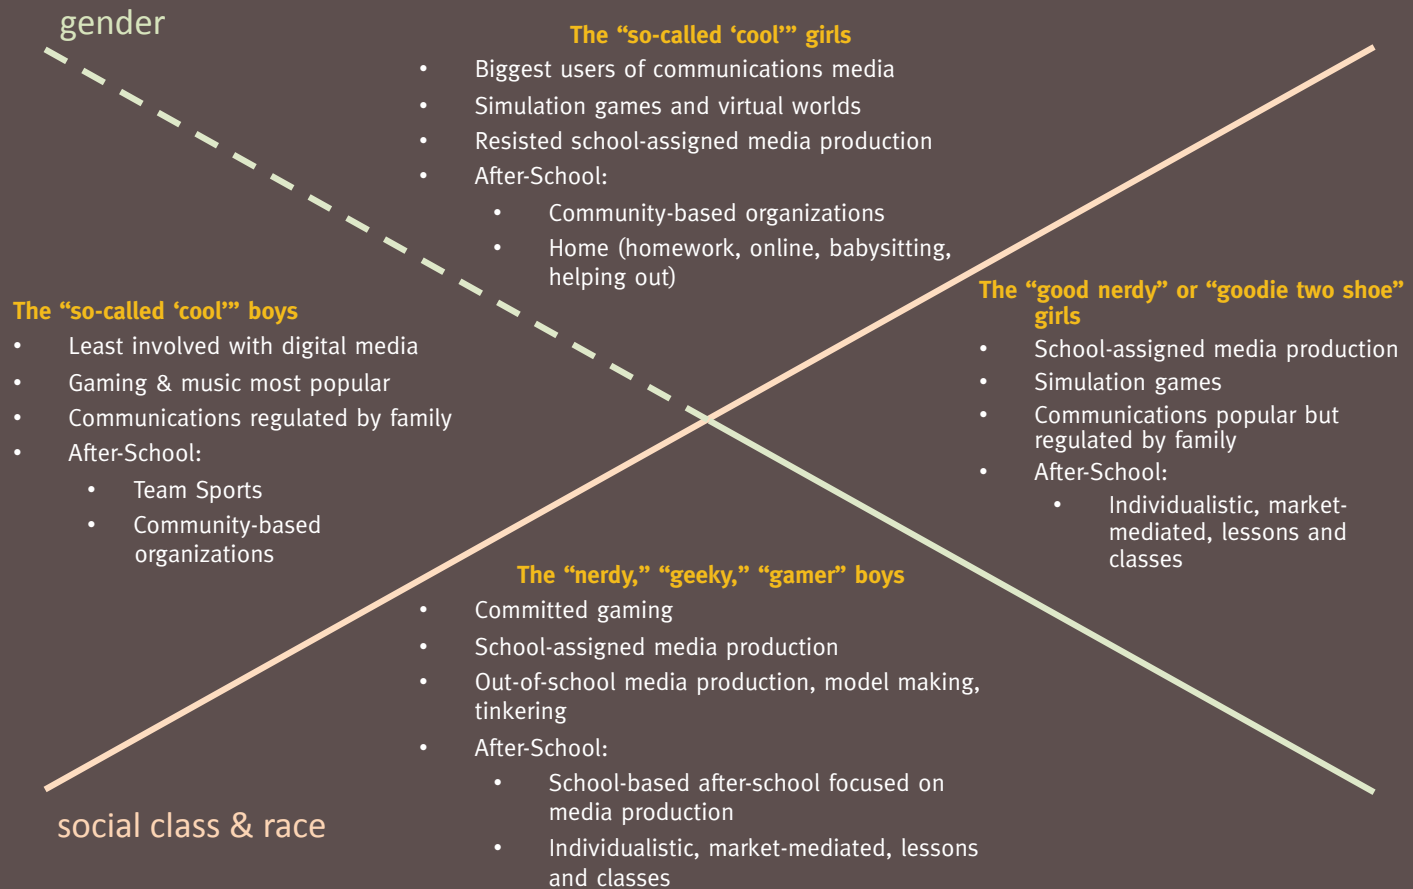 gender
The “so-called ‘cool’” girls
• Biggest users of communications media
• Simulation games and virtual worlds
• Resisted school-assigned media production
• After-School:
• Community-based organizations
• Home (homework, online, babysitting,
helping out)
The “so-called ‘cool’” boys
• Least involved with digital media
• Gaming & music most popular
• Communications regulated by family
• After-School:
• Team Sports
• Community-based
organizations
The “good nerdy” or “goodie two shoe”
girls
• School-assigned media production
• Simulation games
• Communications popular but
regulated by family
• After-School:
• Individualistic, market-
mediated, lessons and
classes
The “nerdy,” “geeky,” “gamer” boys
• Committed gaming
• School-assigned media production
• Out-of-school media production, model making,
tinkering
• After-School:
• School-based after-school focused on
media production
• Individualistic, market-mediated, lessons
and classes
social class & race